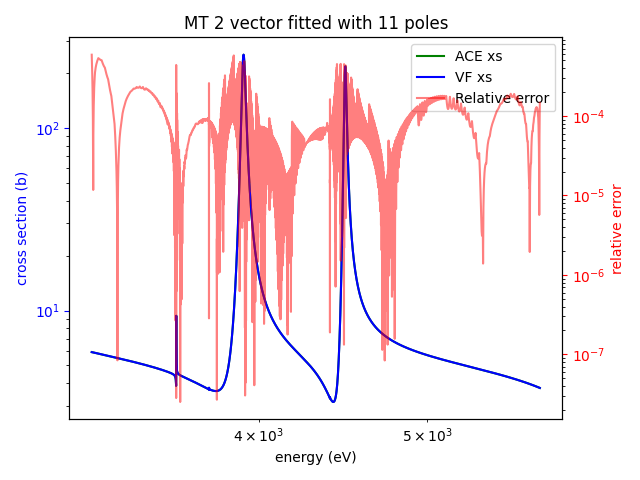 MT 2 vector fitted with 11 poles
ACE xs
VF xs
Relative error
cross section (b)
10²
10¹
relative error
10⁻⁴
10⁻⁵
10⁻⁶
10⁻⁷
4 × 10³
5 × 10³
energy (eV)